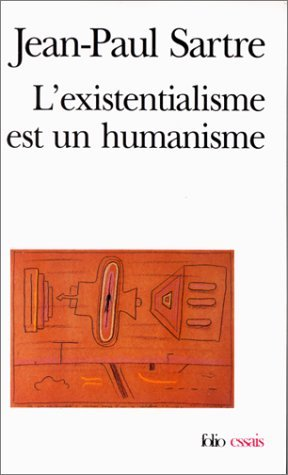 Jean-Paul Sartre
L'existentialisme
est un humanisme
folio essais